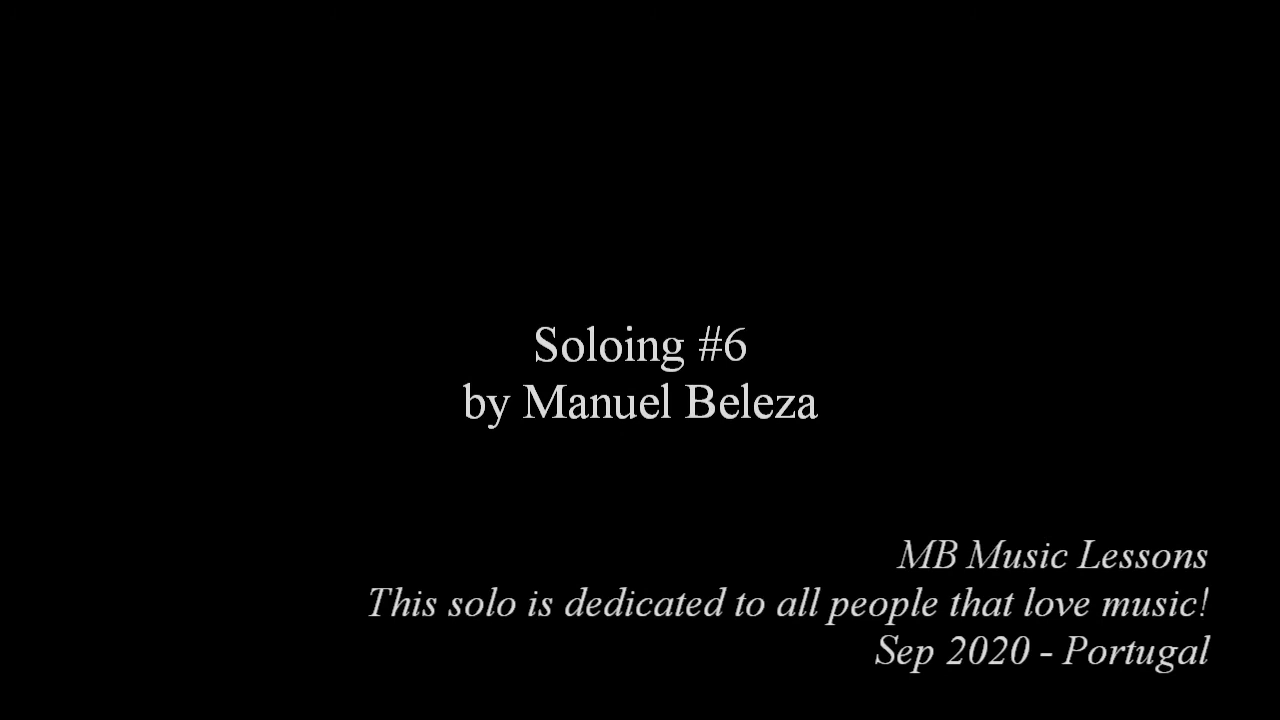 Soloing #6
by Manuel Beleza
MB Music Lessons
This solo is dedicated to all people that love music!
Sep 2020 - Portugal